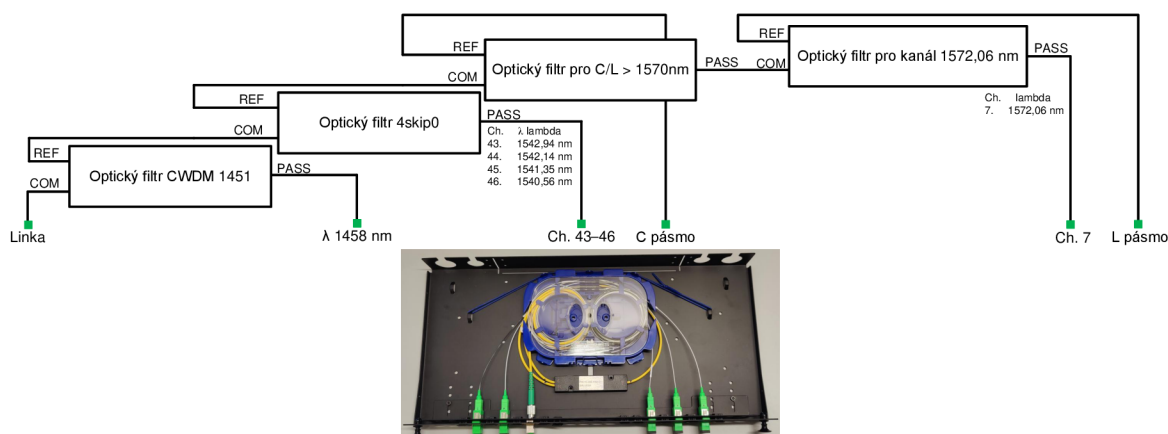 REF
Optický filtr pro C/L > 1570nm
PASS
COM
REF
Optický filtr pro kanál 1572,06 nm
PASS
COM
Ch. lambda
7. 1572,06 nm
REF
Optický filtr 4skip0
PASS
COM
Ch. λ lambda
43. 1542,94 nm
44. 1542,14 nm
45. 1541,35 nm
46. 1540,56 nm
REF
Optický filtr CWDM 1451
PASS
COM
Linka
λ 1458 nm
Ch. 43–46
C pásmo
Ch. 7
L pásmo